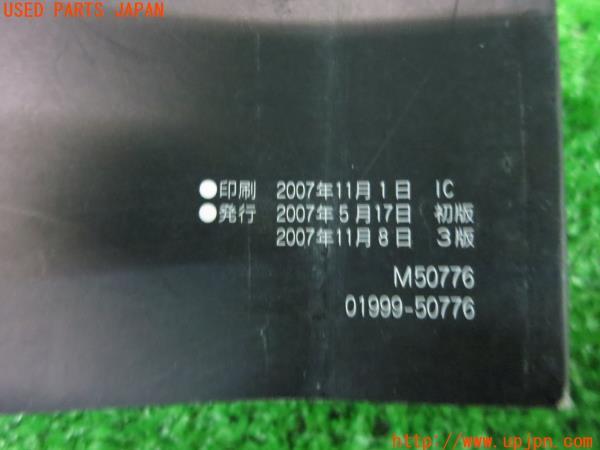 USED PARTS JAPAN
●印刷 2007年11月1日 IC
●発行 2007年5月17日 初版
2007年11月8日 3版
M50776
01999-50776
http://www.upjpn.com/